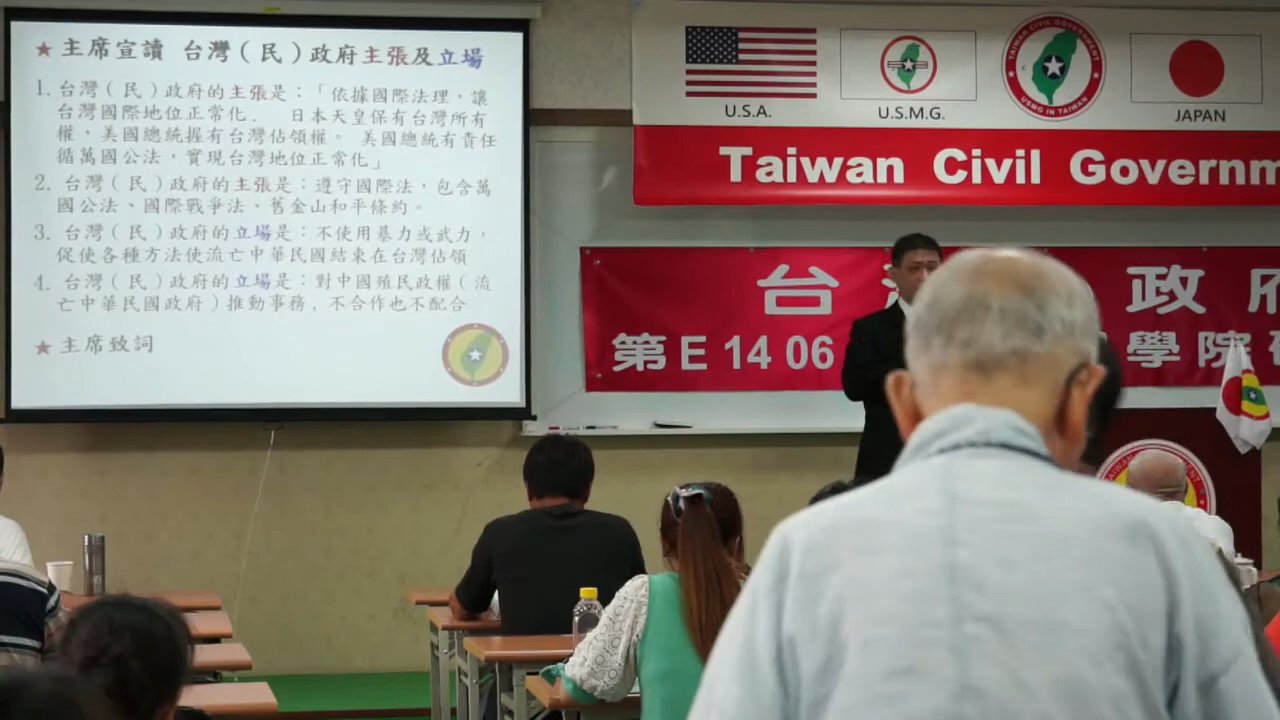 ★ 主席宣讀 台灣(民)政府主張及立場
1. 台灣(民)政府的主張是:「依據國際法理,讓
台灣國際地位正常化. 日本天皇保有台灣所有
權,美國總統握有台灣佔領權。 美國總統有責任
循萬國公法,實現台灣地位正常化」
2. 台灣(民)政府的主張是:遵守國際法,包含萬
國公法、國際戰爭法、舊金山和平條約。
3. 台灣(民)政府的立場是:不使用暴力或武力,
促使各種方法使流亡中華民國結束在台灣佔領
4. 台灣(民)政府的立場是:對中國殖民政權(流
亡中華民國政府)推動事務,不合作也不配合
★ 主席致詞
U.S.A.
U.S.M.G.
TAIWAN CIVIL GOVERNMENT
USMG IN TAIWAN
JAPAN
Taiwan Civil Governm
台 政府
第 E 14 06 學院